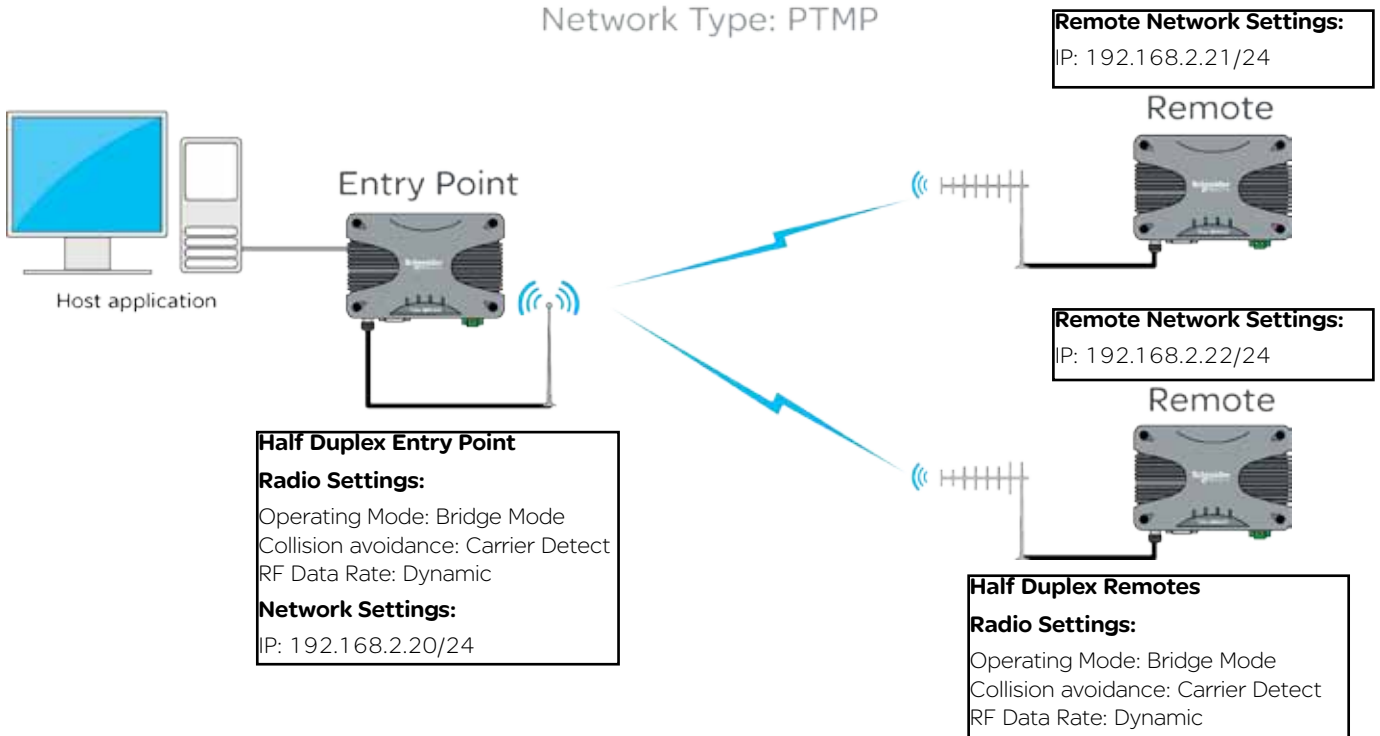 Network Type: PTMP
Remote Network Settings:
IP: 192.168.2.21/24
Remote
Entry Point
Host application
Remote Network Settings:
IP: 192.168.2.22/24
Remote
Half Duplex Entry Point
Radio Settings:
Operating Mode: Bridge Mode
Collision avoidance: Carrier Detect
RF Data Rate: Dynamic
Network Settings:
IP: 192.168.2.20/24
Half Duplex Remotes
Radio Settings:
Operating Mode: Bridge Mode
Collision avoidance: Carrier Detect
RF Data Rate: Dynamic